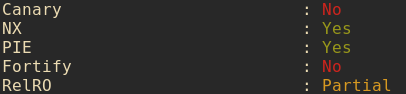 Canary : No
NX : Yes
PIE : Yes
Fortify : No
RelRO : Partial